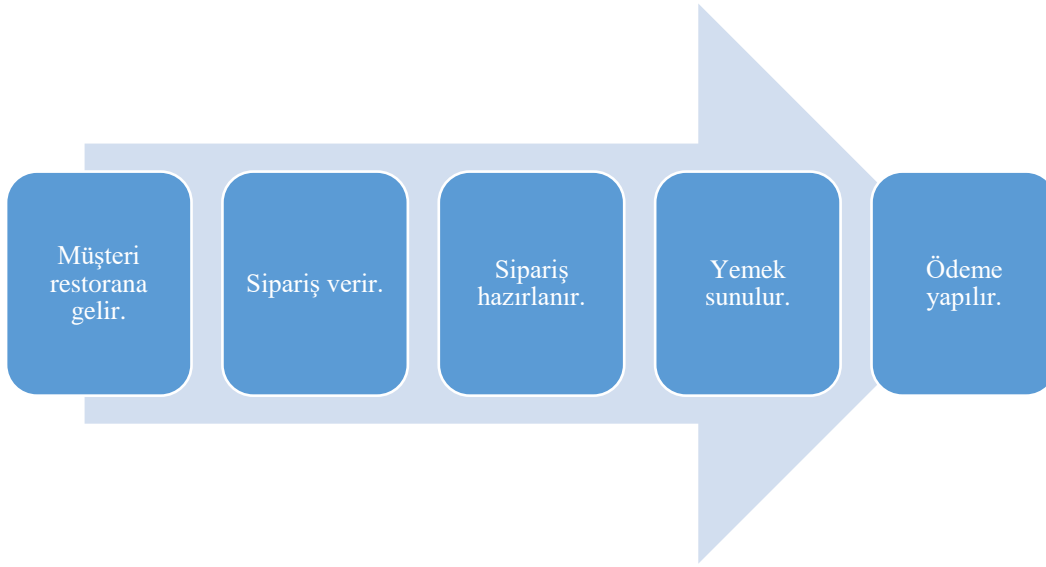 Müşteri
restorana
gelir.
Sipariş verir.
Sipariş
hazırlanır.
Yemek
sunulur.
Ödeme
yapılır.